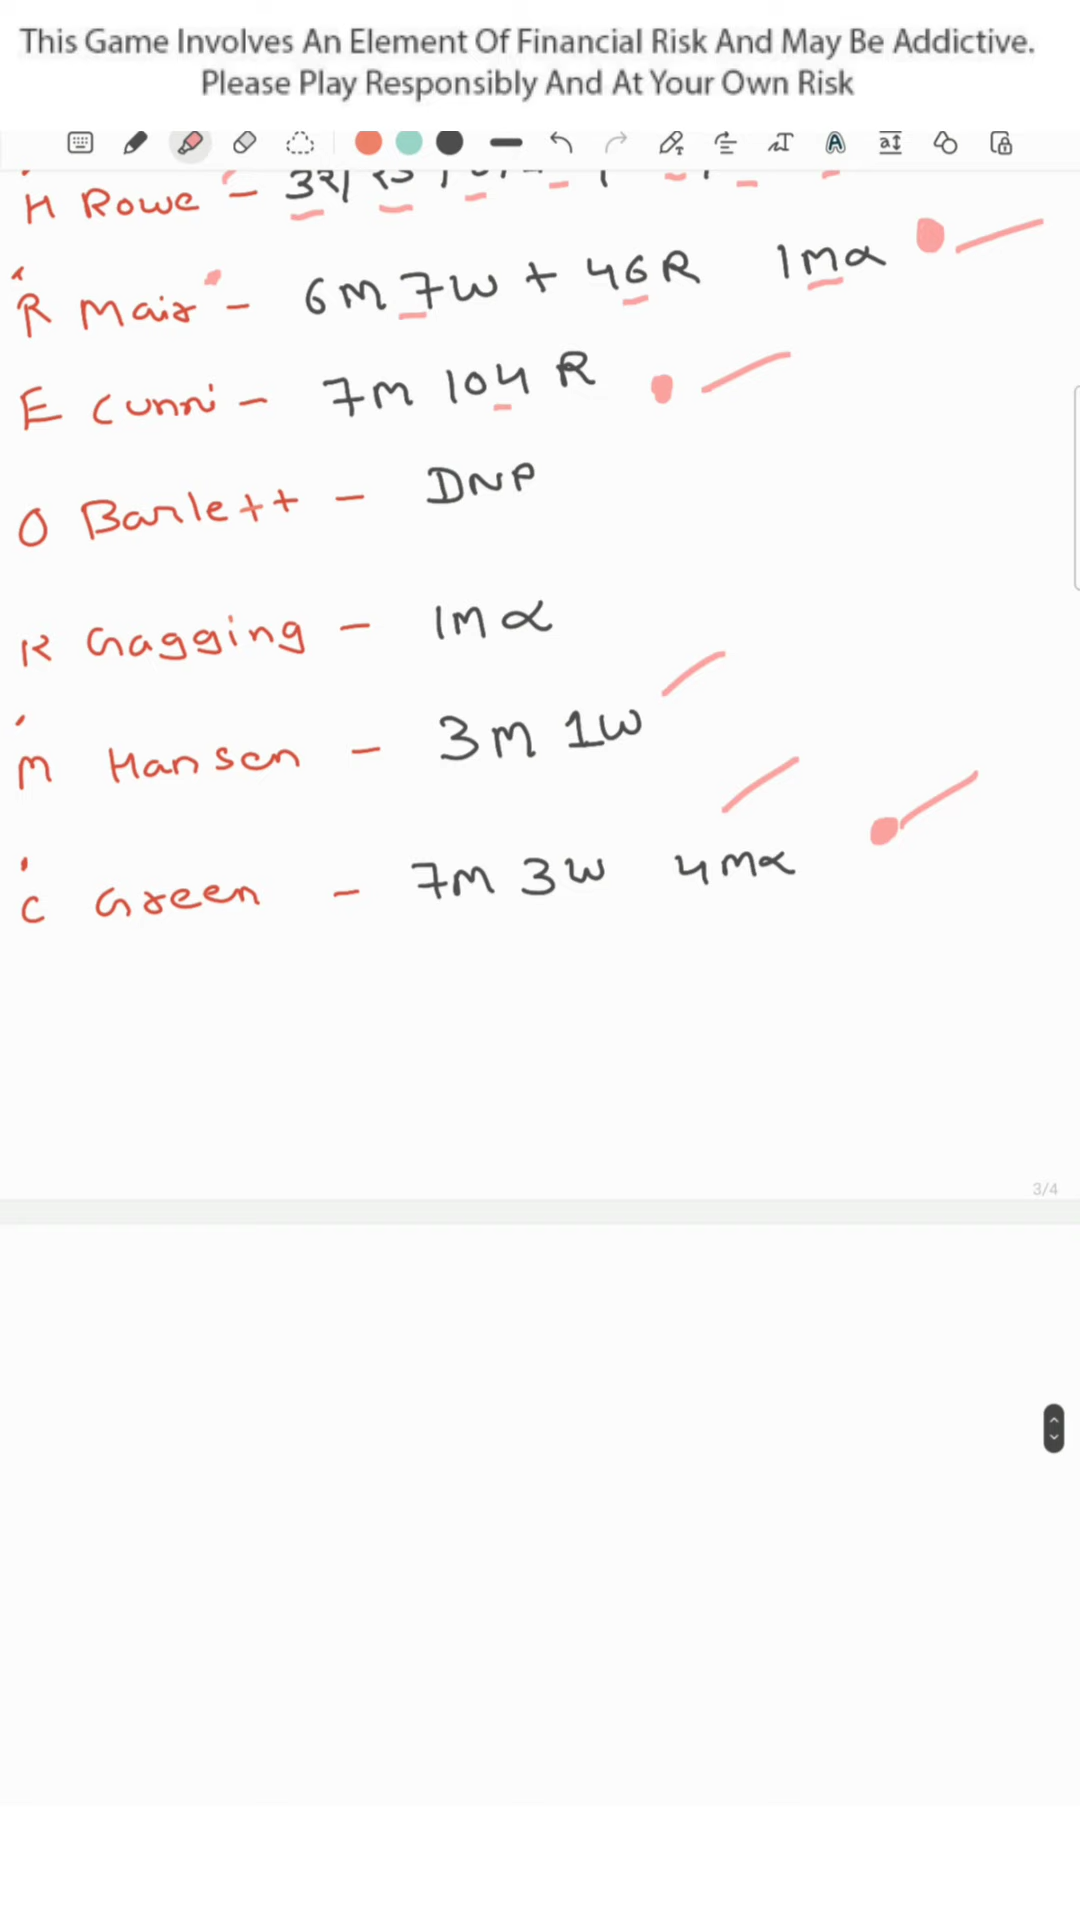 This Game Involves An Element Of Financial Risk And May Be Addictive.
Please Play Responsibly And At Your Own Risk
H Rowe -
R Mair - 6M 7W + 46R 1Mα
E Cunni - 7M 104 R
O Barlett - DNP
K Gagging - 1Mα
M Hansen - 3M 1W
C Green - 7M 3W 4Mα
3/4